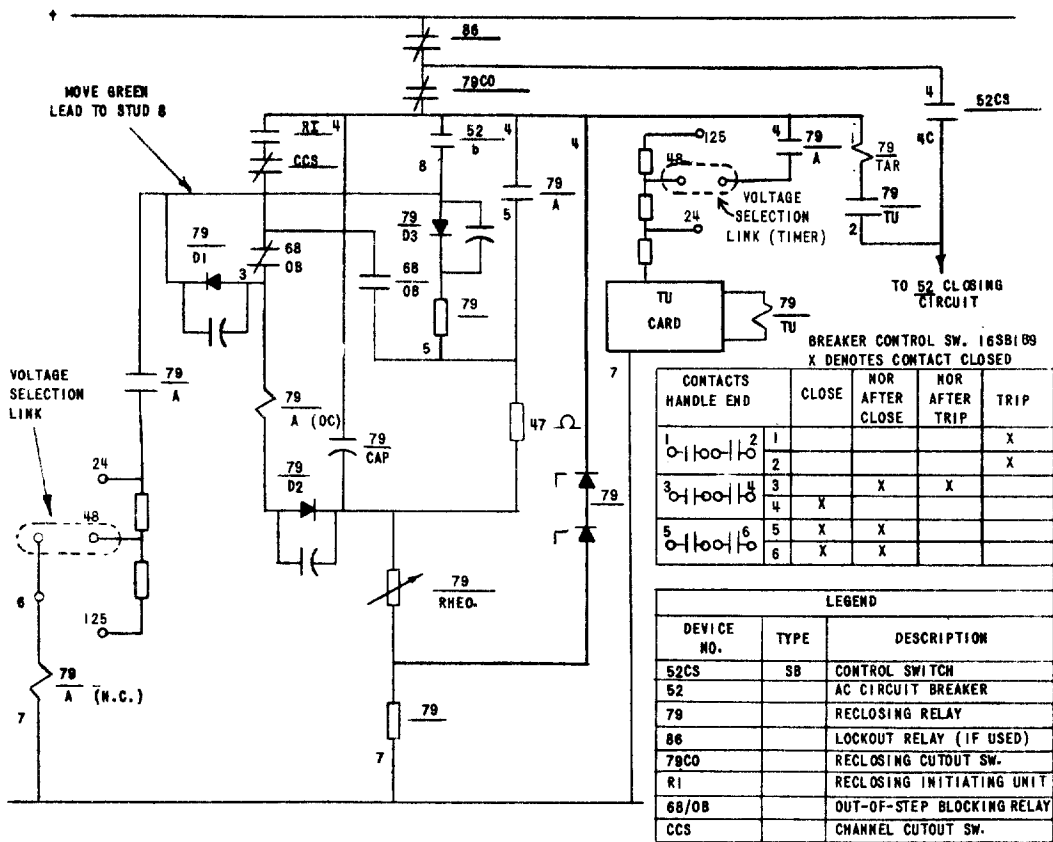 +
86
79CO
MOVE GREEN
LEAD TO STUD 8
RI
4
CCS
52
b
8
4
79
A
5
4
125
48
24
VOLTAGE
SELECTION
LINK (TIMER)
4
79
A
79
TAR
79
TU
2
4
52CS
4C
TO 52 CLOSING
CIRCUIT
79
D1
3
68
OB
68
OB
79
D3
79
5
TU
CARD
79
TU
7
VOLTAGE
SELECTION
LINK
79
A
24
48
125
6
79
A (N.C.)
7
79
A (OC)
79
CAP
79
D2
47 Ω
79
79
RHEO.
79
7
BREAKER CONTROL SW. 16SB1B9
X DENOTES CONTACT CLOSED
CONTACTS
HANDLE END
CLOSE
NOR
AFTER
CLOSE
NOR
AFTER
TRIP
TRIP
1 2 1 X
2 X
3 4 3 X X
4 X
5 6 5 X X
6 X X
LEGEND
DEVICE
NO.
TYPE
DESCRIPTION
52CS SB CONTROL SWITCH
52 AC CIRCUIT BREAKER
79 RECLOSING RELAY
86 LOCKOUT RELAY (IF USED)
79CO RECLOSING CUTOUT SW.
RI RECLOSING INITIATING UNIT
68/OB OUT-OF-STEP BLOCKING RELAY
CCS CHANNEL CUTOUT SW.